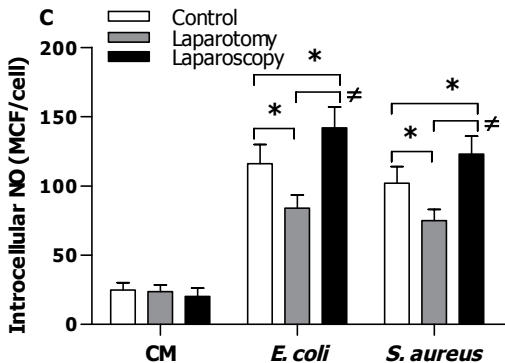 C
Control
Laparotomy
Laparoscopy
Introcellular NO (MCF/cell)
200
150
100
50
0
*
*
≠
*
*
≠
CM
E. coli
S. aureus